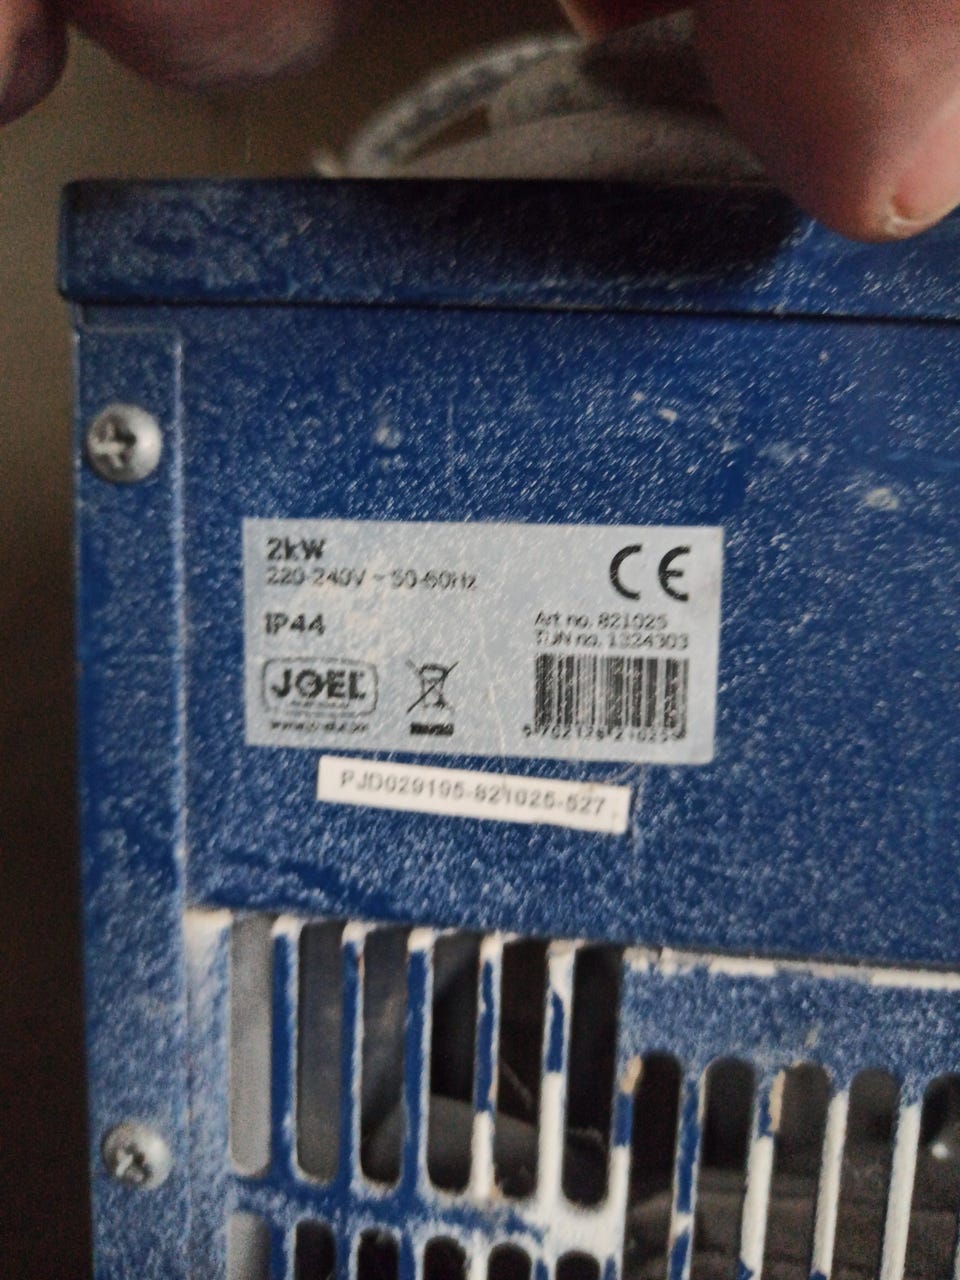 2kW
220-240V ~ 50-60Hz
IP44
CE
Art no. 821025
TUN no. 1324303
JOEL
PJD029195-821025-527